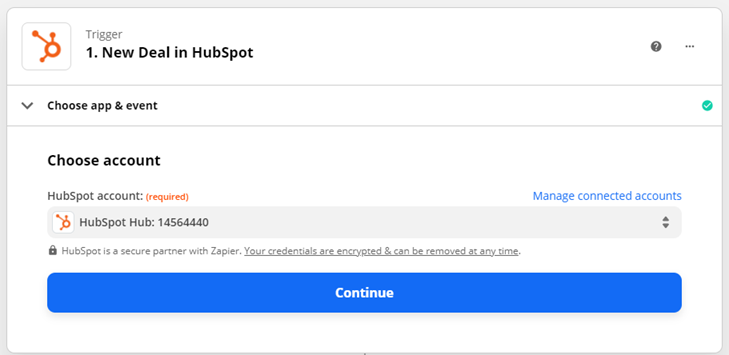 Trigger
1. New Deal in HubSpot
Choose app & event
Choose account
HubSpot account: (required)
Manage connected accounts
HubSpot Hub: 14564440
HubSpot is a secure partner with Zapier. Your credentials are encrypted & can be removed at any time.
Continue